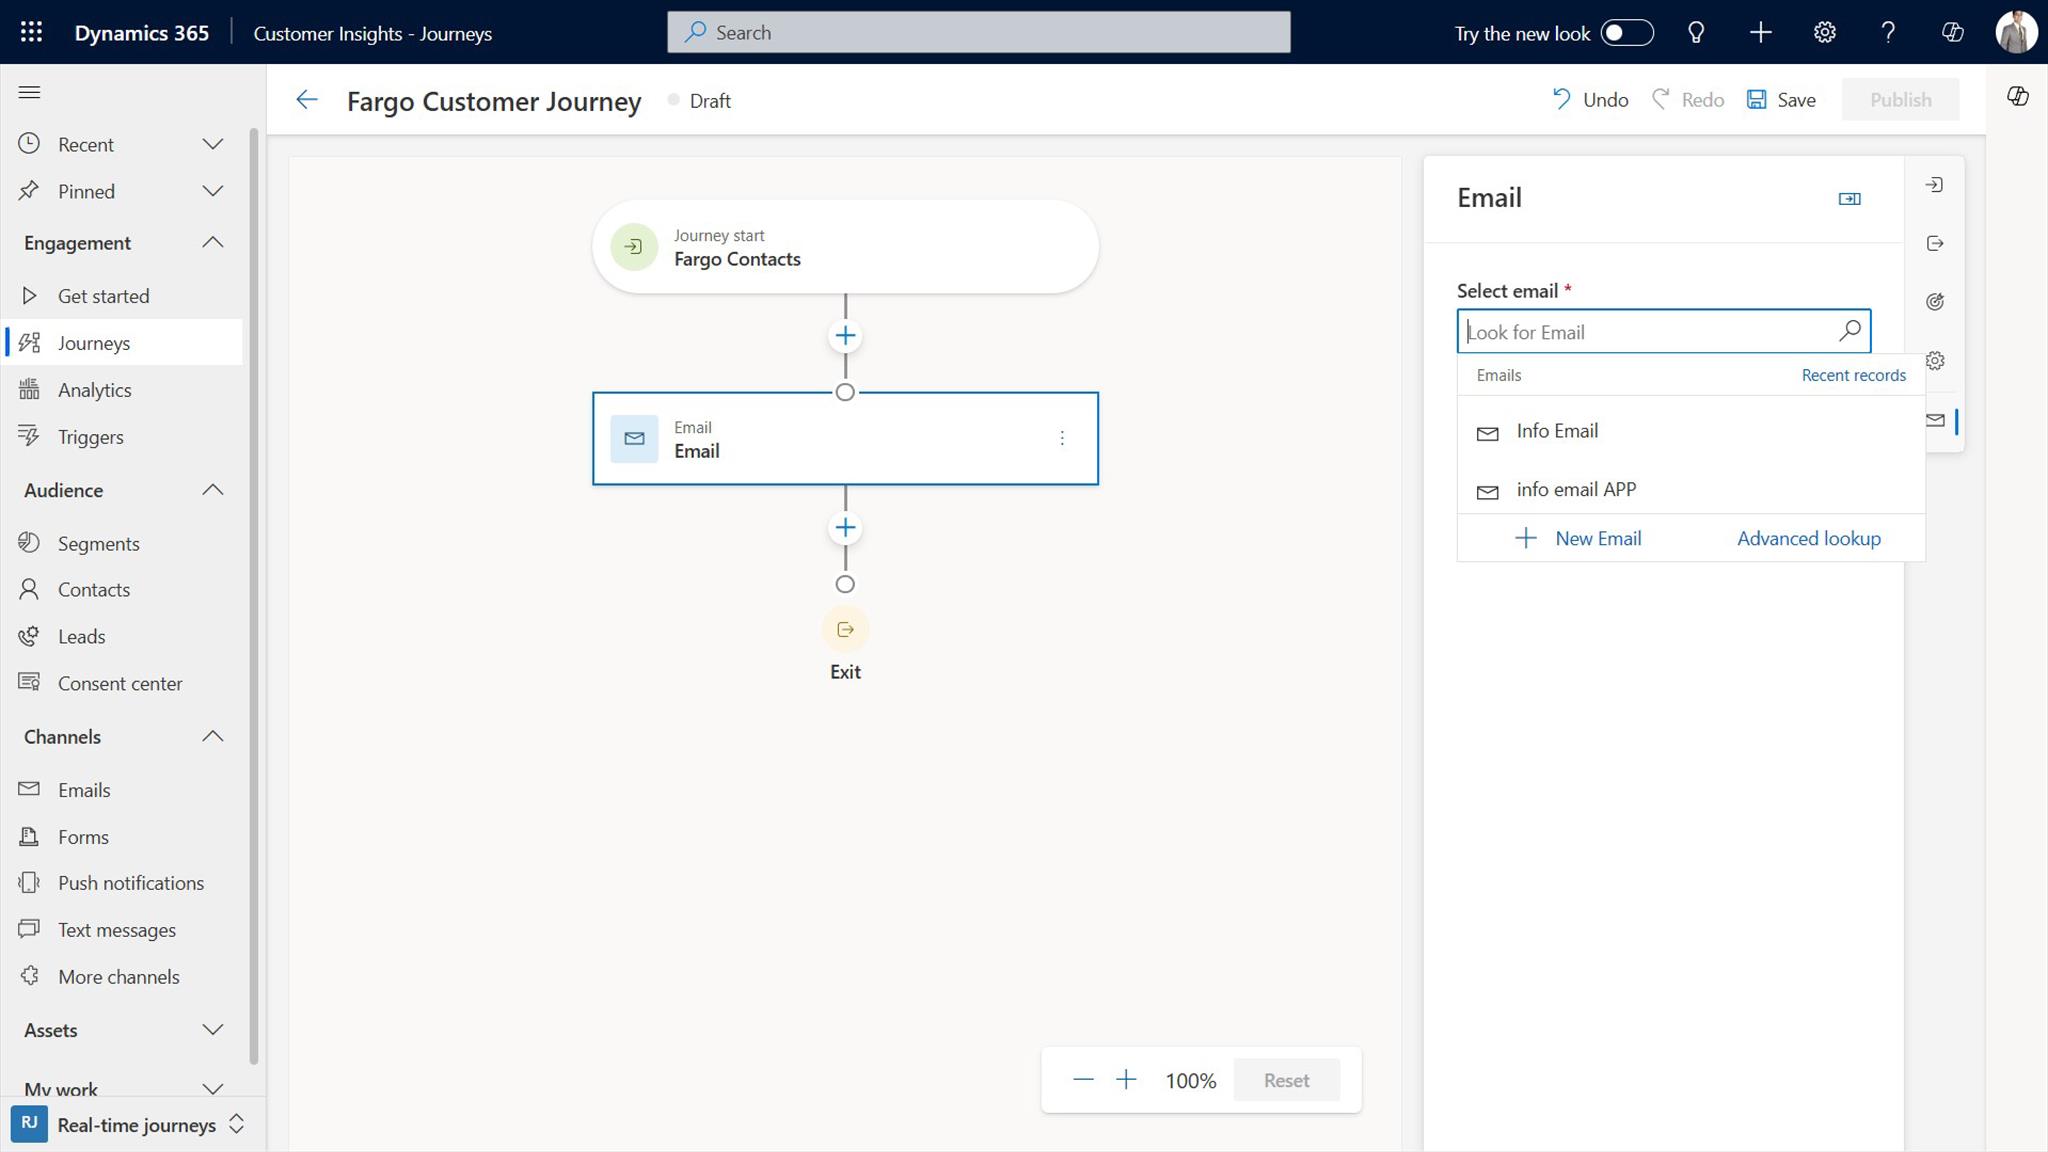 Dynamics 365
Customer Insights - Journeys
Search
Try the new look
Fargo Customer Journey
Draft
Undo
Redo
Save
Publish
Recent
Pinned
Engagement
Get started
Journeys
Analytics
Triggers
Audience
Segments
Contacts
Leads
Consent center
Channels
Emails
Forms
Push notifications
Text messages
More channels
Assets
My work
RJ
Real-time journeys
Journey start
Fargo Contacts
Email
Email
Exit
100%
Reset
Email
Select email *
Look for Email
Emails
Recent records
Info Email
info email APP
New Email
Advanced lookup